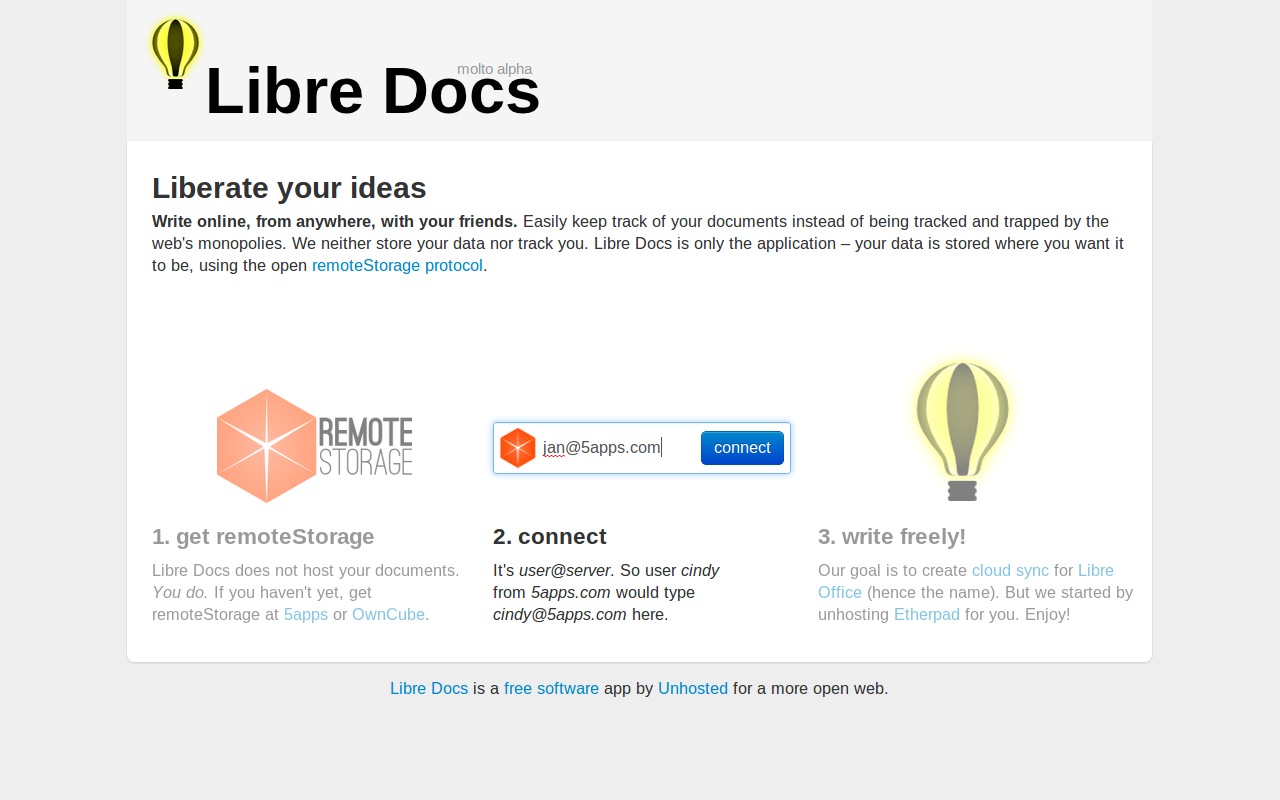 molto alpha
Libre Docs
Liberate your ideas
Write online, from anywhere, with your friends. Easily keep track of your documents instead of being tracked and trapped by the
web's monopolies. We neither store your data nor track you. Libre Docs is only the application – your data is stored where you want it
to be, using the open remoteStorage protocol.
REMOTE
STORAGE
jan@5apps.com
connect
1. get remoteStorage
Libre Docs does not host your documents.
You do. If you haven't yet, get
remoteStorage at 5apps or OwnCube.
2. connect
It's user@server. So user cindy
from 5apps.com would type
cindy@5apps.com here.
3. write freely!
Our goal is to create cloud sync for Libre
Office (hence the name). But we started by
unhosting Etherpad for you. Enjoy!
Libre Docs is a free software app by Unhosted for a more open web.